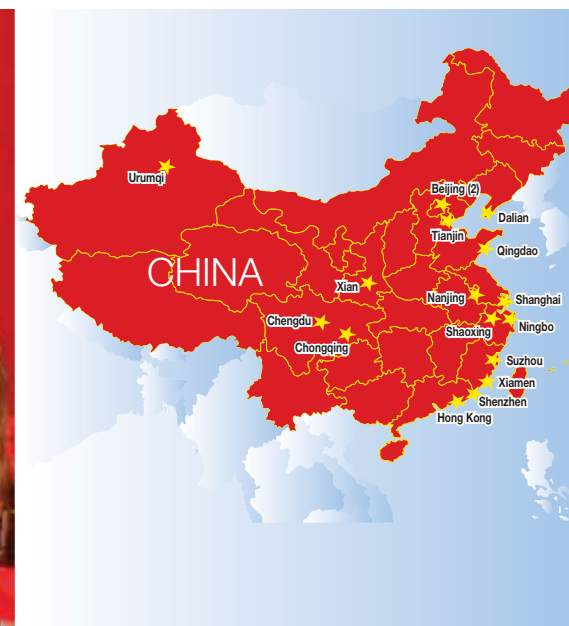 Urumqi
Beijing (2)
Dalian
Tianjin
Qingdao
CHINA
Xian
Nanjing
Shanghai
Chengdu
Shaoxing
Ningbo
Chongqing
Suzhou
Xiamen
Shenzhen
Hong Kong